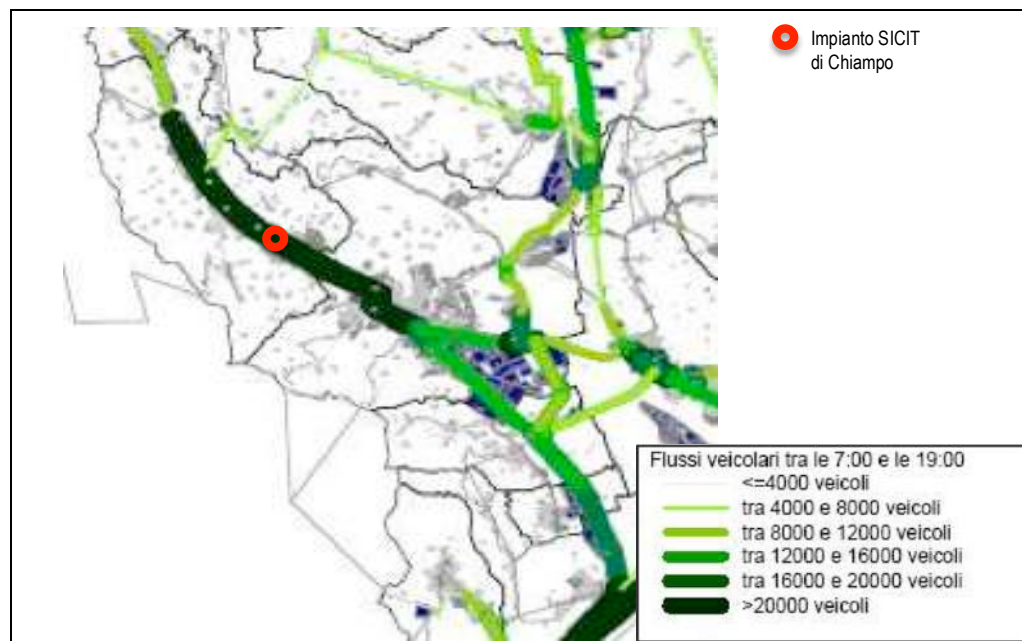 Impianto SICIT
di Chiampo
Flussi veicolari tra le 7:00 e le 19:00
<=4000 veicoli
tra 4000 e 8000 veicoli
tra 8000 e 12000 veicoli
tra 12000 e 16000 veicoli
tra 16000 e 20000 veicoli
>20000 veicoli